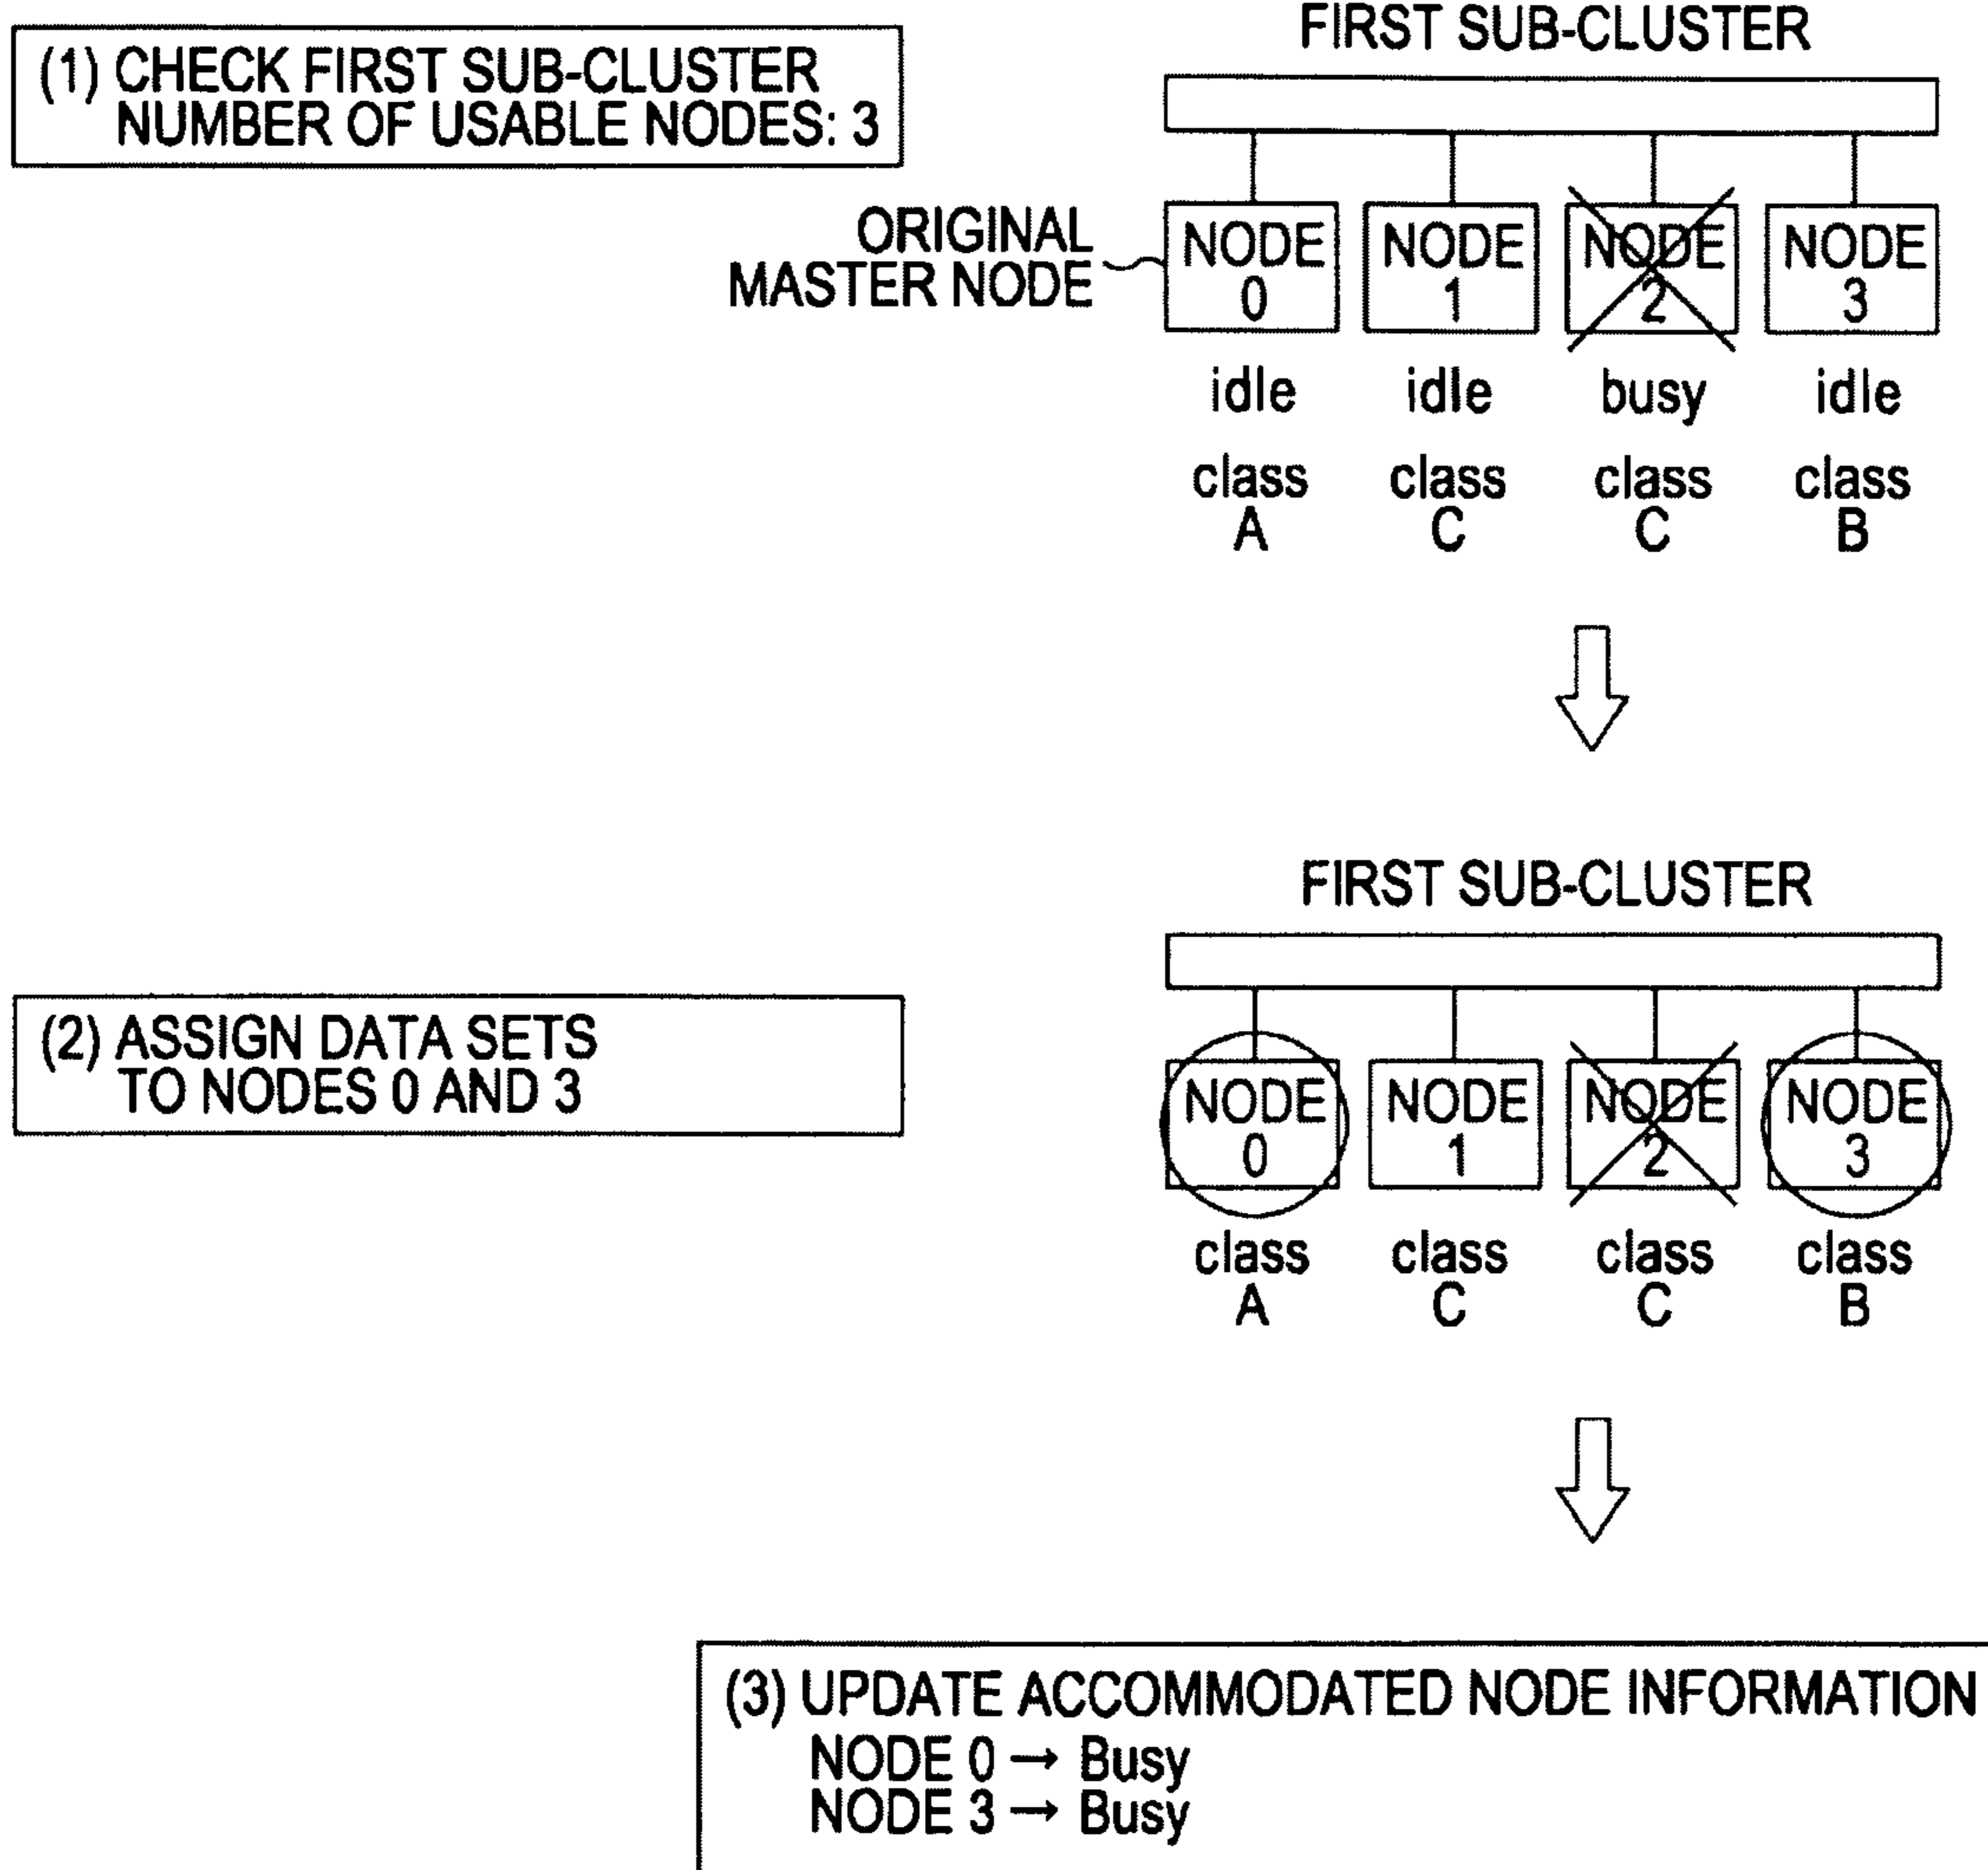 (1) CHECK FIRST SUB-CLUSTER
NUMBER OF USABLE NODES: 3
FIRST SUB-CLUSTER
ORIGINAL
MASTER NODE
NODE 0
NODE 1
NODE 2
NODE 3
idle idle busy idle
class A
class C
class C
class B
FIRST SUB-CLUSTER
(2) ASSIGN DATA SETS
TO NODES 0 AND 3
NODE 0
NODE 1
NODE 2
NODE 3
class A
class C
class C
class B
(3) UPDATE ACCOMMODATED NODE INFORMATION
NODE 0 → Busy
NODE 3 → Busy